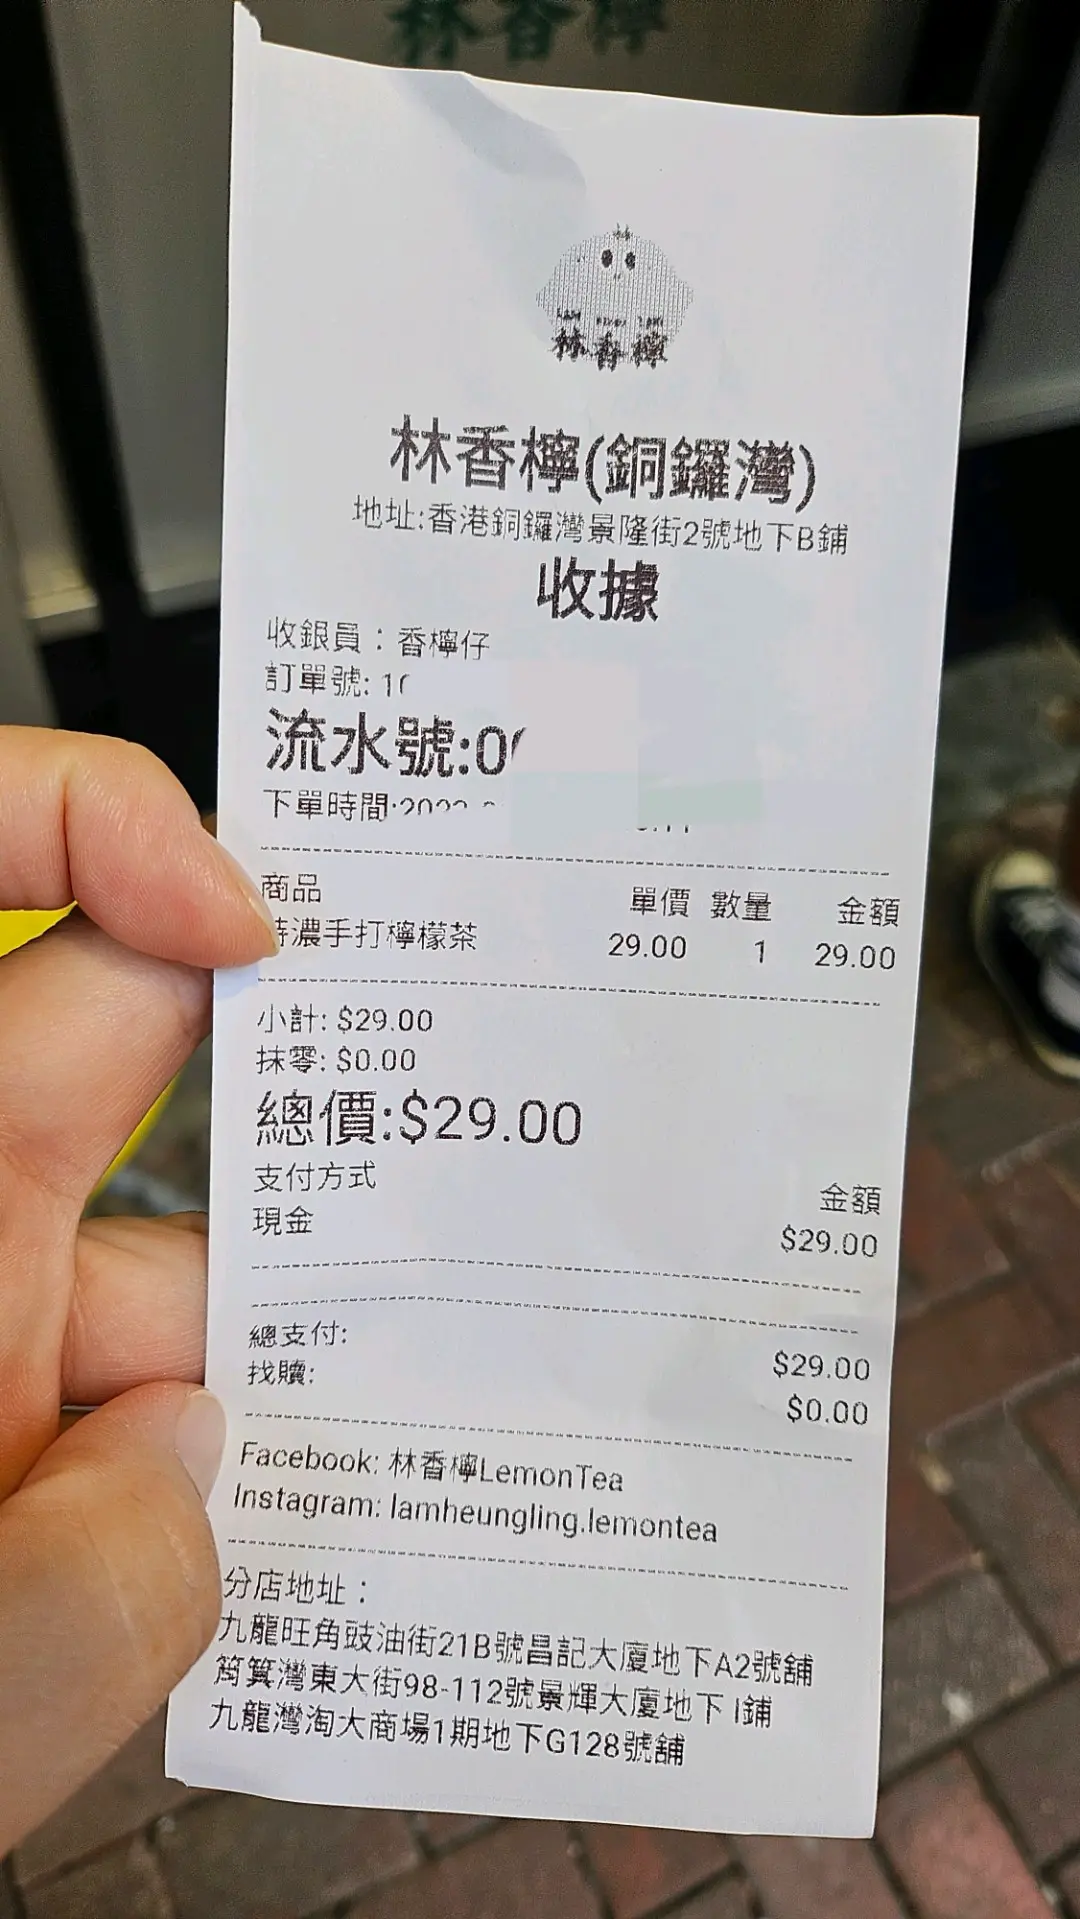 林香檸
林香檸
林香檸(銅鑼灣)
地址:香港銅鑼灣景隆街2號地下B鋪
收據
收銀員：香檸仔
訂單號: 1
流水號:0
下單時間:
商品 單價 數量 金額
濃手打檸檬茶 29.00 1 29.00
小計: $29.00
抹零: $0.00
總價:$29.00
支付方式 金額
現金 $29.00
總支付: $29.00
找贖: $0.00
Facebook: 林香檸LemonTea
Instagram: lamheungling.lemontea
分店地址：
九龍旺角豉油街21B號昌記大廈地下A2號舖
筲箕灣東大街98-112號景輝大廈地下 I鋪
九龍灣淘大商場1期地下G128號舖